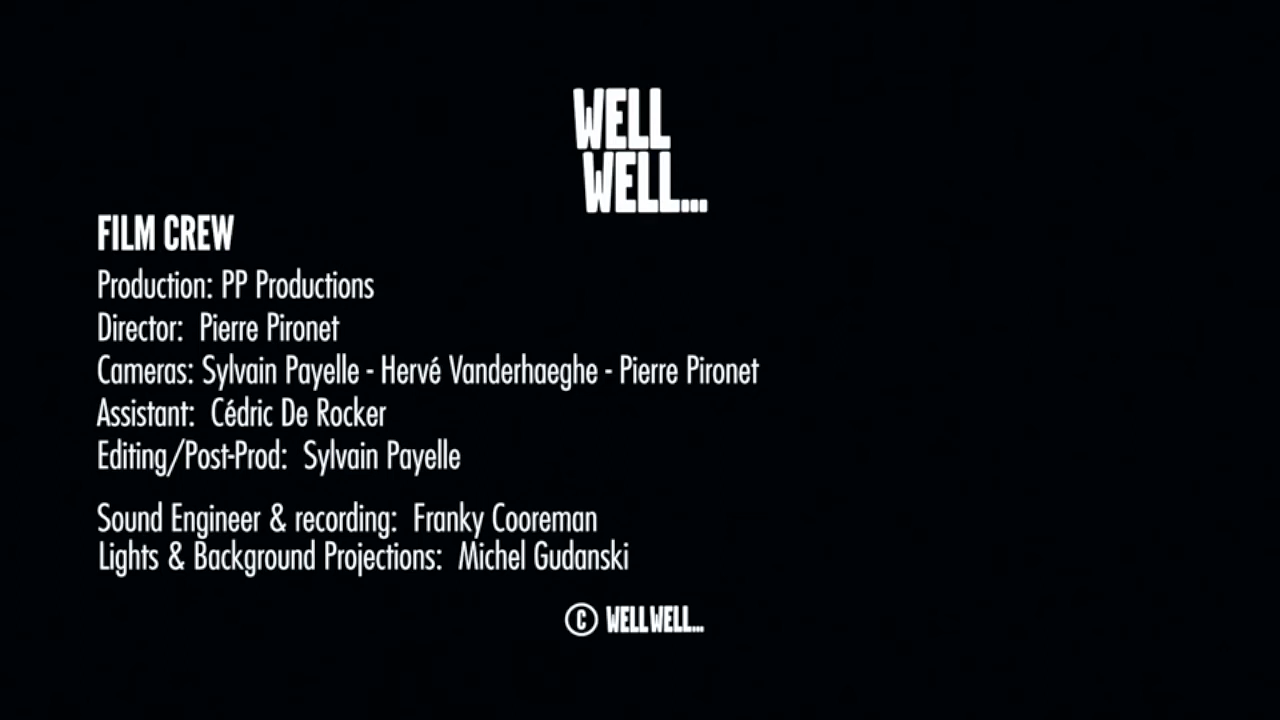 WELL
WELL...
FILM CREW
Production: PP Productions
Director: Pierre Pironet
Cameras: Sylvain Payelle - Hervé Vanderhaeghe - Pierre Pironet
Assistant: Cédric De Rocker
Editing/Post-Prod: Sylvain Payelle
Sound Engineer & recording: Franky Cooreman
Lights & Background Projections: Michel Gudanski
© WELL WELL...